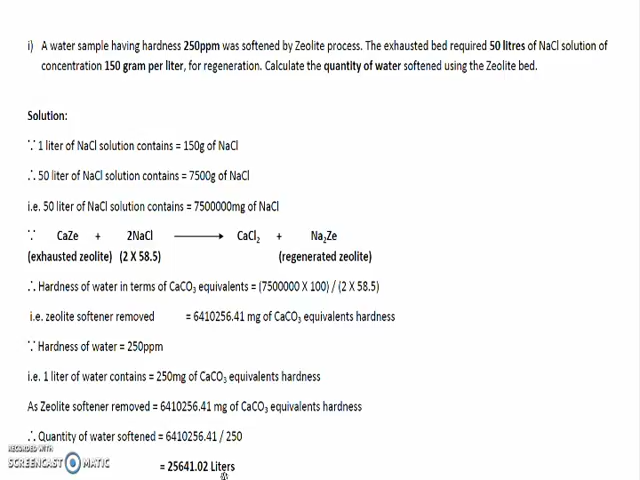 i) A water sample having hardness 250ppm was softened by Zeolite process. The exhausted bed required 50 litres of NaCl solution of
concentration 150 gram per liter, for regeneration. Calculate the quantity of water softened using the Zeolite bed.
Solution:
∵ 1 liter of NaCl solution contains = 150g of NaCl
∴ 50 liter of NaCl solution contains = 7500g of NaCl
i.e. 50 liter of NaCl solution contains = 7500000mg of NaCl
∵ CaZe + 2NaCl ⟶ CaCl₂ + Na₂Ze
(exhausted zeolite) (2 X 58.5) (regenerated zeolite)
∴ Hardness of water in terms of CaCO₃ equivalents = (7500000 X 100) / (2 X 58.5)
i.e. zeolite softener removed = 6410256.41 mg of CaCO₃ equivalents hardness
∵ Hardness of water = 250ppm
i.e. 1 liter of water contains = 250mg of CaCO₃ equivalents hardness
As Zeolite softener removed = 6410256.41 mg of CaCO₃ equivalents hardness
∴ Quantity of water softened = 6410256.41 / 250
= 25641.02 Liters
RECORDED WITH
SCREENCAST MATIC